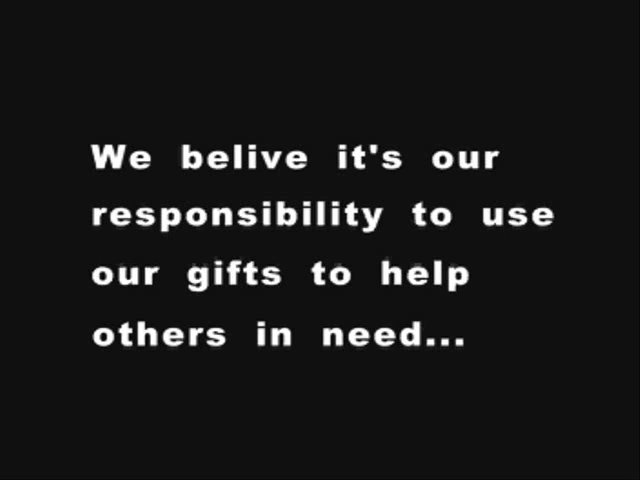 We belive it's our
responsibility to use
our gifts to help
others in need...